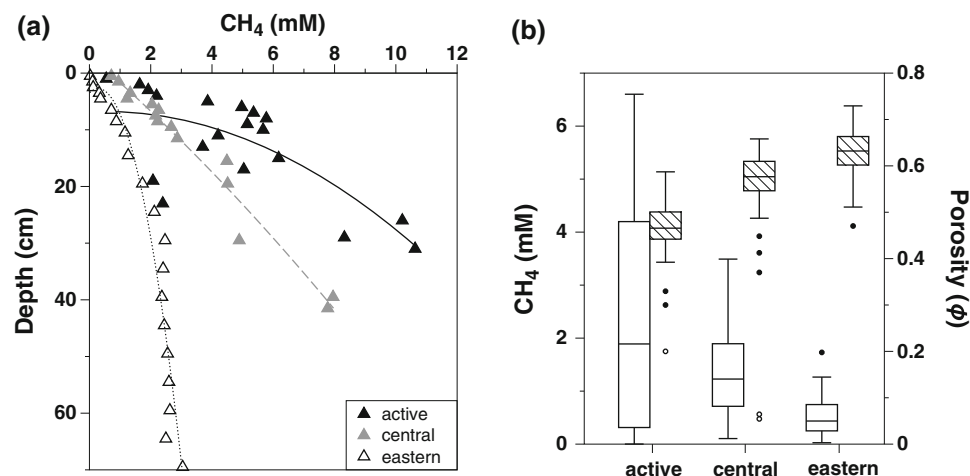 (a)
CH4 (mM)
0 2 4 6 8 10 12
0
20
40
60
Depth (cm)
active
central
eastern
(b)
6
4
2
0
CH4 (mM)
0.8
0.6
0.4
0.2
0
Porosity (ϕ)
active central eastern